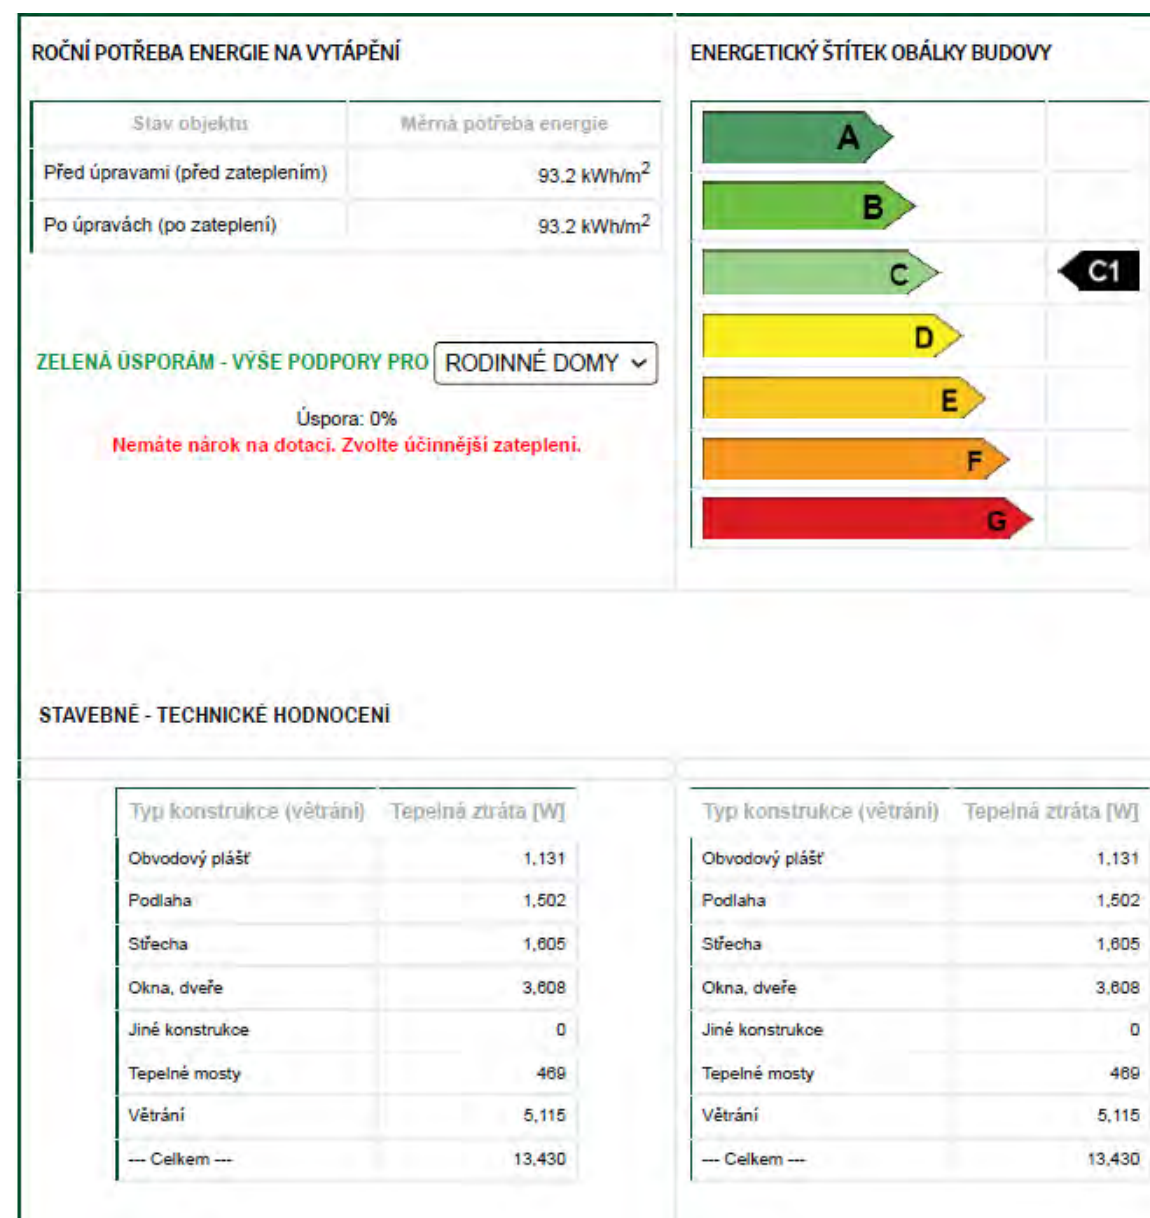 ROČNÍ POTŘEBA ENERGIE NA VYTÁPĚNÍ
Stav objektu Měrná potřeba energie
Před úpravami (před zateplením) 93.2 kWh/m2
Po úpravách (po zateplení) 93.2 kWh/m2
ZELENÁ ÚSPORÁM - VÝŠE PODPORY PRO RODINNÉ DOMY
Úspora: 0%
Nemáte nárok na dotaci. Zvolte účinnější zateplení.
ENERGETICKÝ ŠTÍTEK OBÁLKY BUDOVY
A
B
C C1
D
E
F
G
STAVEBNĚ - TECHNICKÉ HODNOCENÍ
Typ konstrukce (větrání) Tepelná ztráta [W]
Obvodový plášť 1,131
Podlaha 1,502
Střecha 1,605
Okna, dveře 3,608
Jiné konstrukce 0
Tepelné mosty 469
Větrání 5,115
--- Celkem --- 13,430
Typ konstrukce (větrání) Tepelná ztráta [W]
Obvodový plášť 1,131
Podlaha 1,502
Střecha 1,605
Okna, dveře 3,608
Jiné konstrukce 0
Tepelné mosty 469
Větrání 5,115
--- Celkem --- 13,430